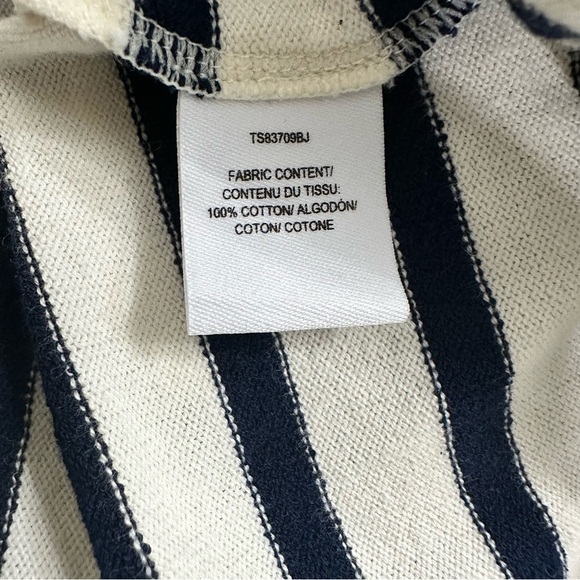 TS83709BJ
FABRIC CONTENT/
CONTENU DU TISSU:
100% COTTON/ ALGODÓN/
COTON/ COTONE